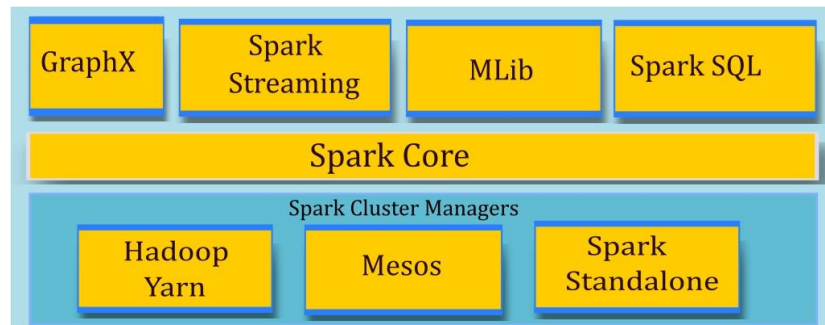 GraphX
Spark
Streaming
MLib
Spark SQL
Spark Core
Spark Cluster Managers
Hadoop
Yarn
Mesos
Spark
Standalone